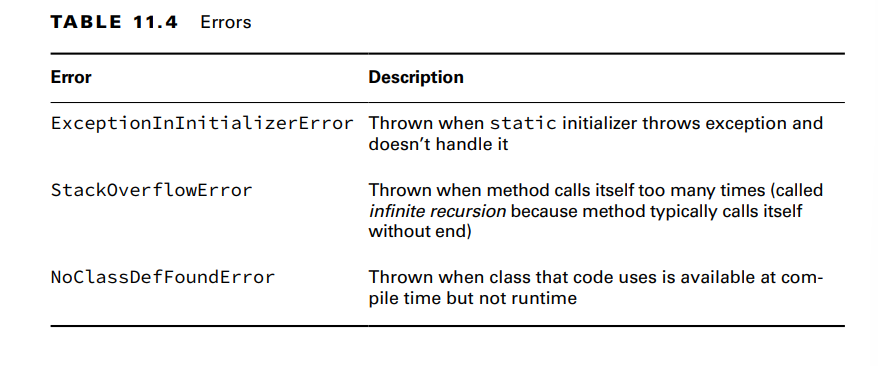 TABLE 11.4 Errors
Error Description
ExceptionInInitializerError Thrown when static initializer throws exception and
doesn’t handle it
StackOverflowError Thrown when method calls itself too many times (called
infinite recursion because method typically calls itself
without end)
NoClassDefFoundError Thrown when class that code uses is available at com-
pile time but not runtime